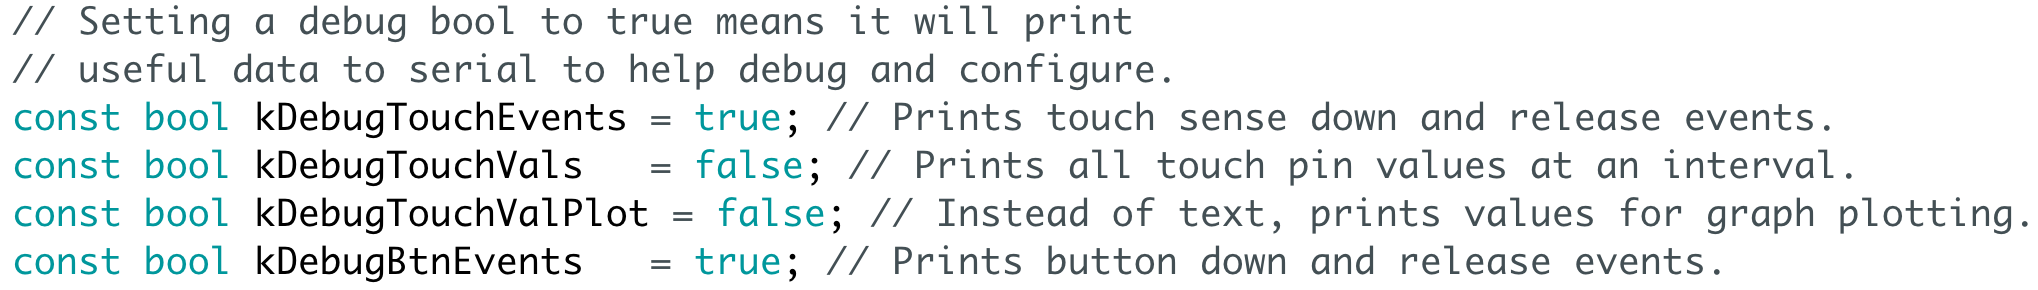 // Setting a debug bool to true means it will print
// useful data to serial to help debug and configure.
const bool kDebugTouchEvents = true; // Prints touch sense down and release events.
const bool kDebugTouchVals   = false; // Prints all touch pin values at an interval.
const bool kDebugTouchValPlot = false; // Instead of text, prints values for graph plotting.
const bool kDebugBtnEvents   = true; // Prints button down and release events.